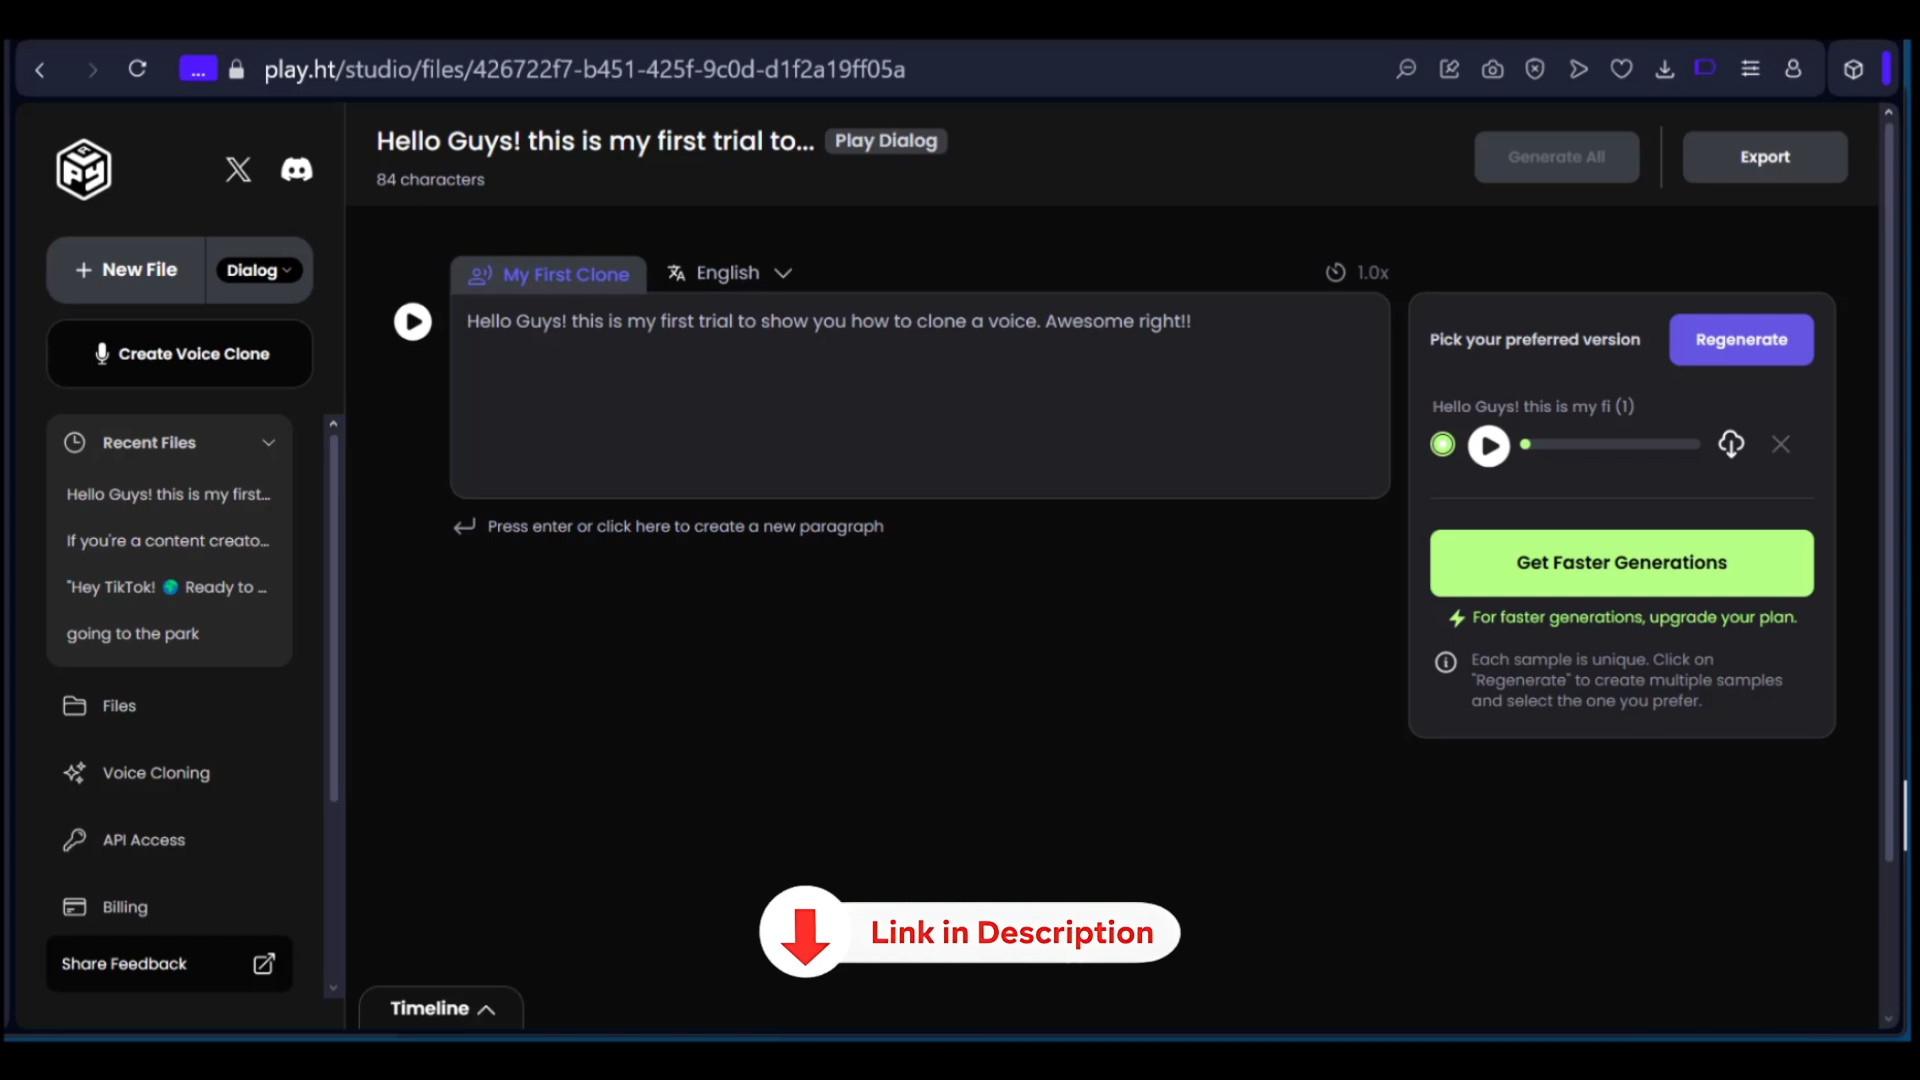 ...
play.ht/studio/files/426722f7-b451-425f-9c0d-d1f2a19ff05a
Hello Guys! this is my first trial to...
Play Dialog
84 characters
Generate All
Export
PLAY
New File
Dialog
Create Voice Clone
Recent Files
Hello Guys! this is my first...
If you're a content creato...
"Hey TikTok! 🌍 Ready to ...
going to the park
Files
Voice Cloning
API Access
Billing
Share Feedback
My First Clone
English
1.0x
Hello Guys! this is my first trial to show you how to clone a voice. Awesome right!!
Press enter or click here to create a new paragraph
Pick your preferred version
Regenerate
Hello Guys! this is my fi (1)
Get Faster Generations
For faster generations, upgrade your plan.
Each sample is unique. Click on
"Regenerate" to create multiple samples
and select the one you prefer.
Link in Description
Timeline